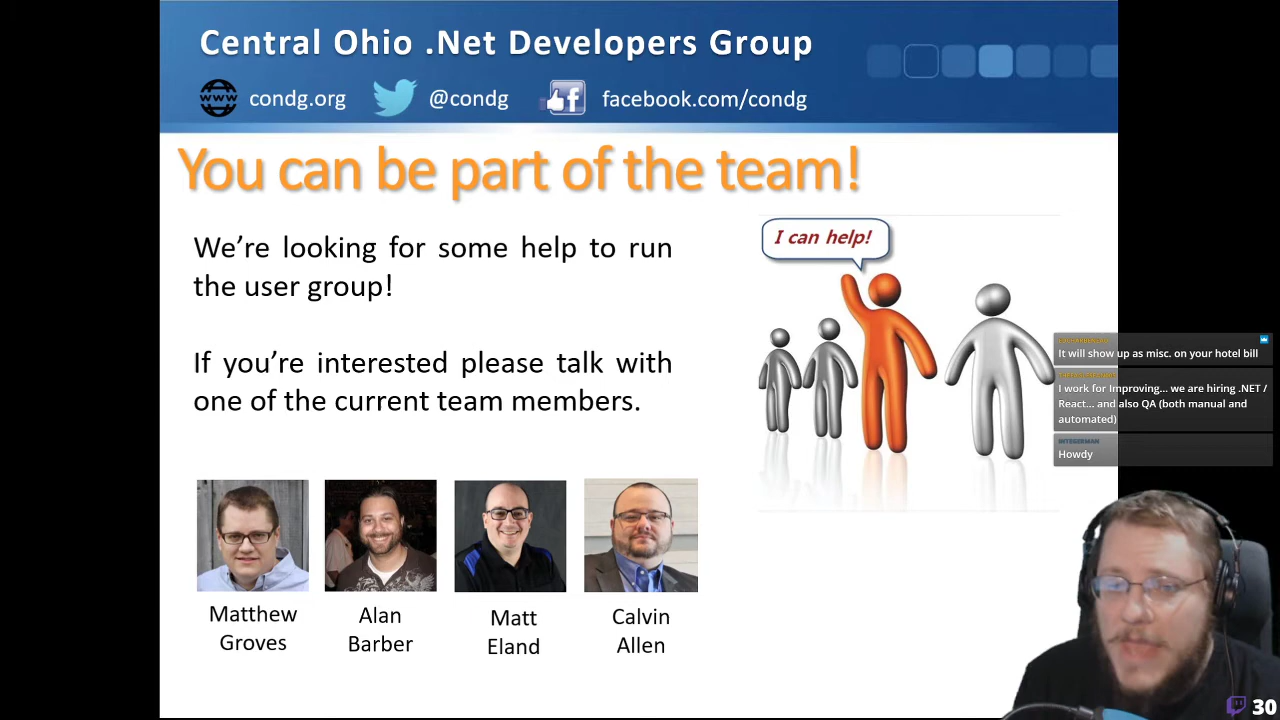 Central Ohio .Net Developers Group
www condg.org @condg f facebook.com/condg
You can be part of the team!
I can help!
We're looking for some help to run
the user group!
If you're interested please talk with
one of the current team members.
It will show up as misc. on your hotel bill
I work for Improving... we are hiring .NET /
React... and also QA (both manual and
automated)
INTEGERMAN
Howdy
Matthew
Groves
Alan
Barber
Matt
Eland
Calvin
Allen
30